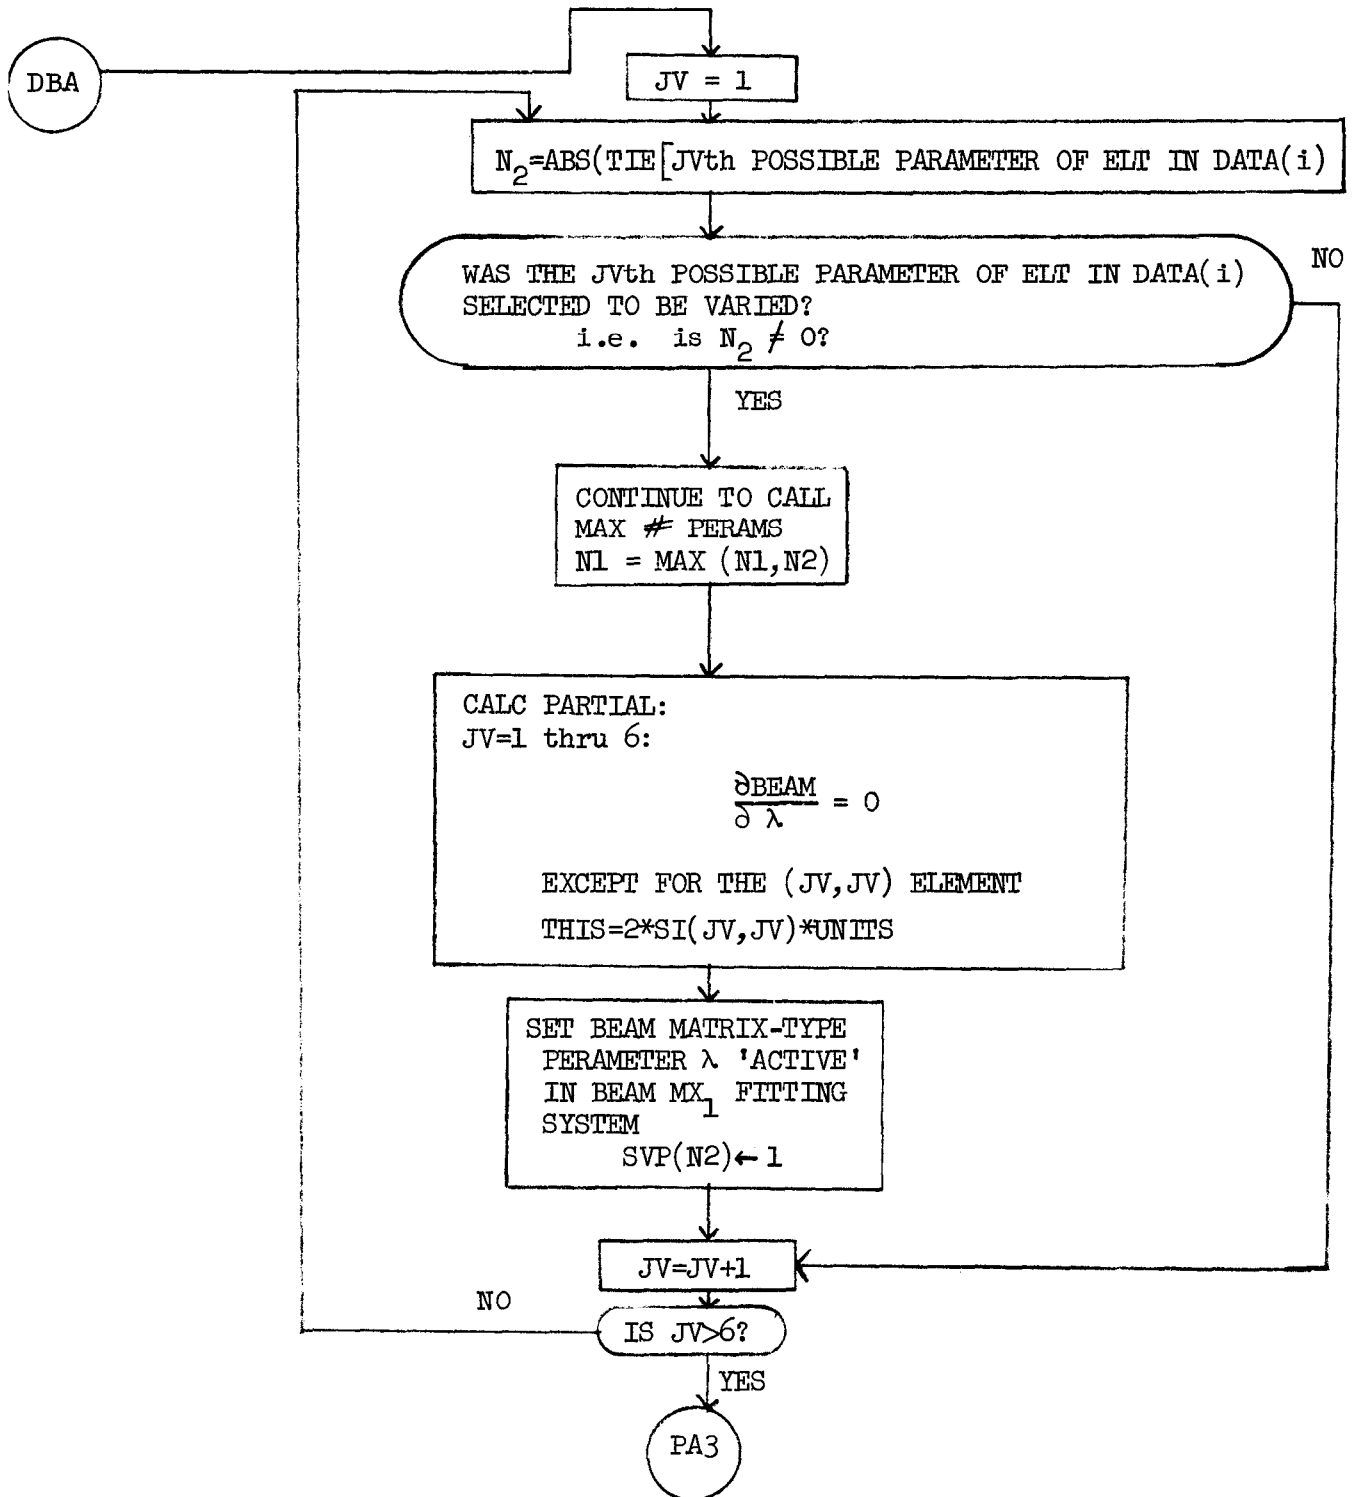 DBA
JV = 1
N₂=ABS(TIE[JVth POSSIBLE PARAMETER OF ELT IN DATA(i)
WAS THE JVth POSSIBLE PARAMETER OF ELT IN DATA(i)
SELECTED TO BE VARIED?
i.e. is N₂ ≠ 0?
NO
YES
CONTINUE TO CALL
MAX # PERAMS
N1 = MAX (N1,N2)
CALC PARTIAL:
JV=1 thru 6:
∂BEAM
∂ λ = 0
EXCEPT FOR THE (JV,JV) ELEMENT
THIS=2*SI(JV,JV)*UNITS
SET BEAM MATRIX-TYPE
PERAMETER λ 'ACTIVE'
IN BEAM MX₁ FITTING
SYSTEM
SVP(N2)←1
JV=JV+1
NO
IS JV>6?
YES
PA3